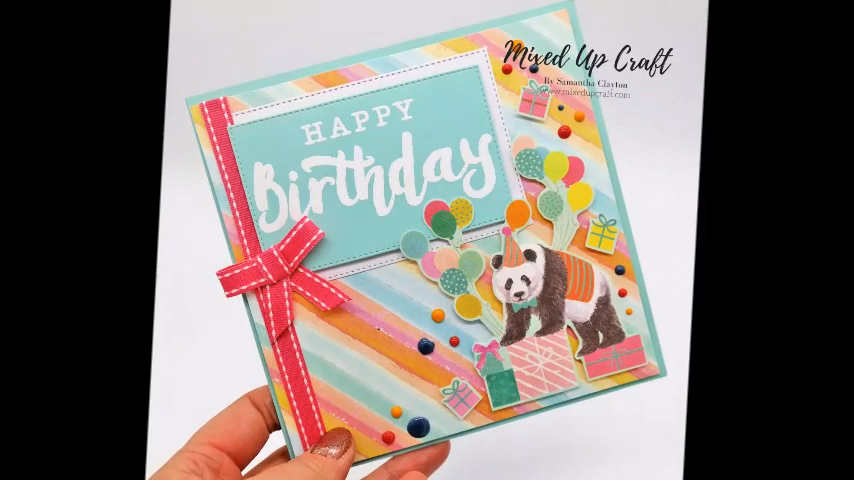 Mixed Up Craft
By Samantha Clayton
www.mixedupcraft.com
HAPPY
Birthday